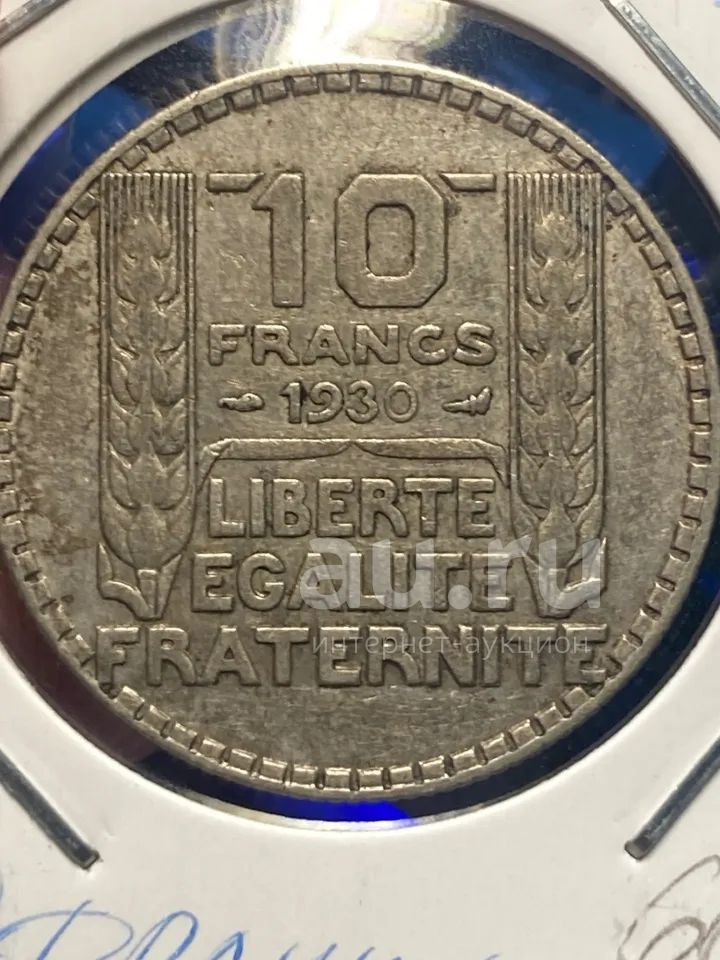 10
FRANCS
1930
LIBERTE
EGALITE
FRATERNITE
au.ru
интернет-аукцион